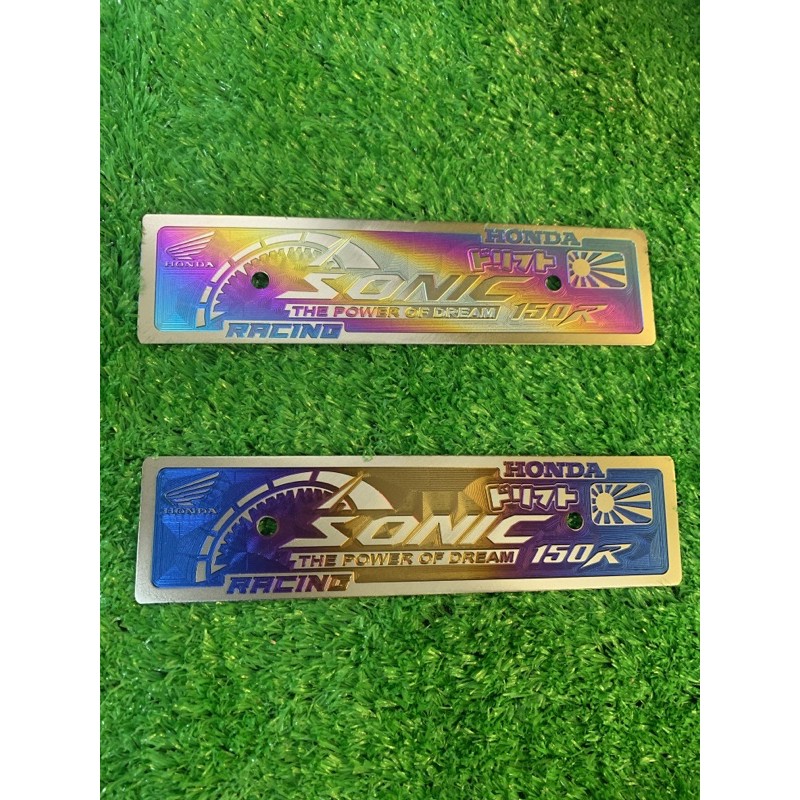 HONDA
HONDA
ドリフト
SONIC
THE POWER OF DREAM 150R
RACING
HONDA
HONDA
ドリフト
SONIC
THE POWER OF DREAM 150R
RACING